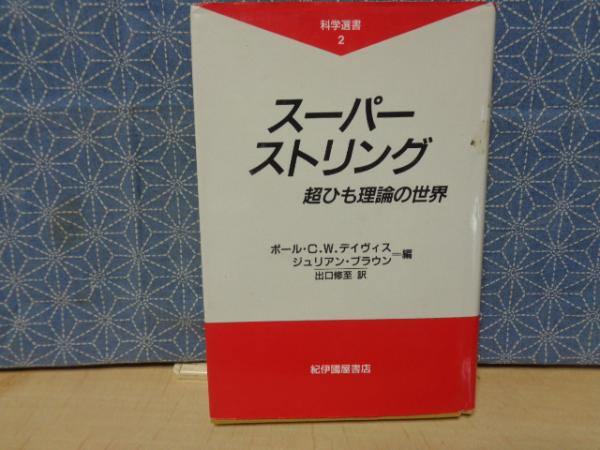 科学選書
2
スーパー
ストリング
超ひも理論の世界
ポール・C.W.デイヴィス
ジュリアン・ブラウン=編
出口修至 訳
紀伊國屋書店